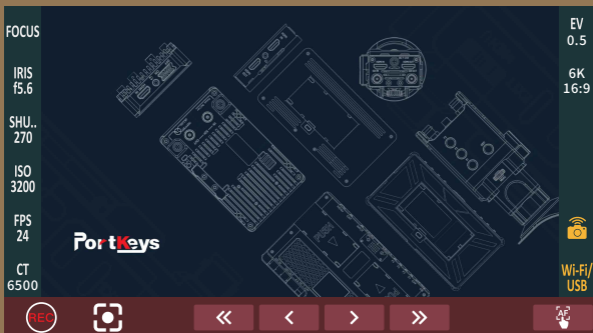 FOCUS
IRIS
f5.6
SHU..
270
ISO
3200
FPS
24
CT
6500
PortKeys
EV
0.5
6K
16:9
Wi-Fi/
USB
REC
AF